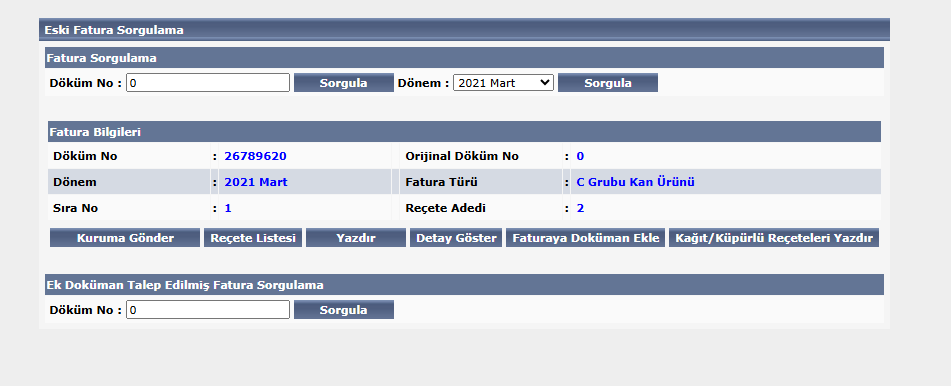 Eski Fatura Sorgulama
Fatura Sorgulama
Döküm No : 0 Sorgula Dönem : 2021 Mart Sorgula
Fatura Bilgileri
Döküm No : 26789620 Orijinal Döküm No : 0
Dönem : 2021 Mart Fatura Türü : C Grubu Kan Ürünü
Sıra No : 1 Reçete Adedi : 2
Kuruma Gönder Reçete Listesi Yazdır Detay Göster Faturaya Doküman Ekle Kağıt/Küpürlü Reçeteleri Yazdır
Ek Doküman Talep Edilmiş Fatura Sorgulama
Döküm No : 0 Sorgula